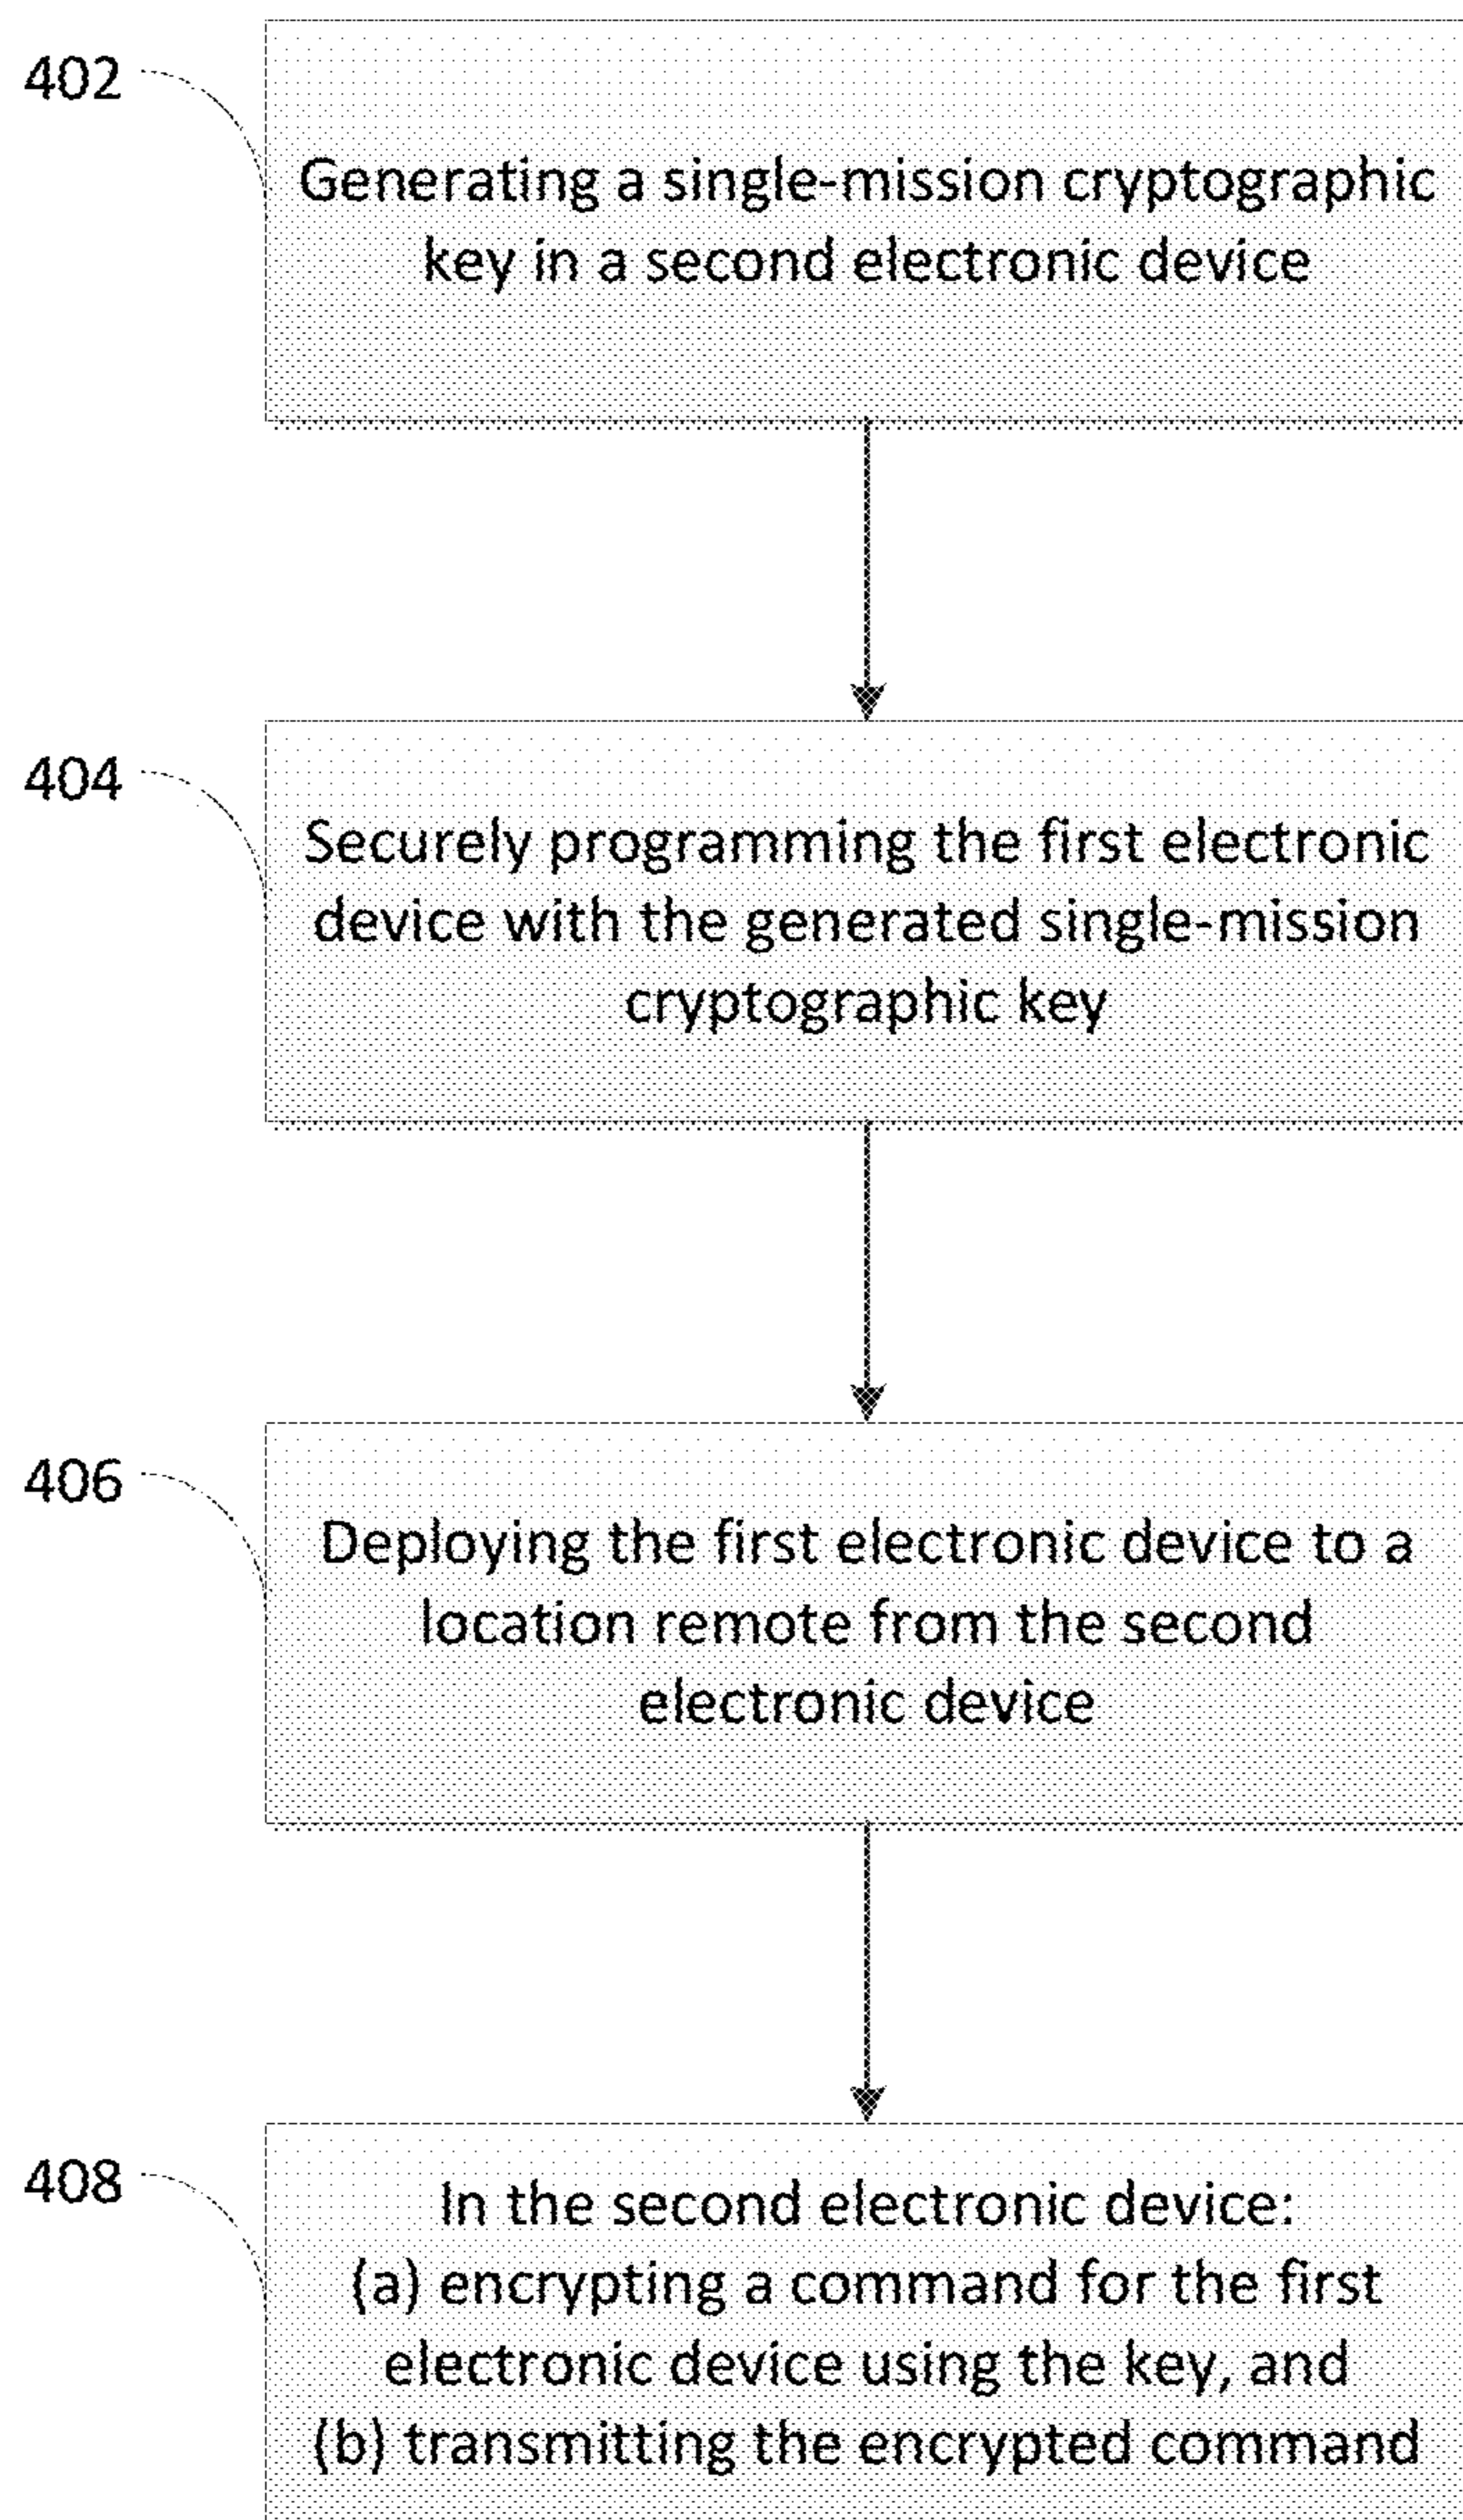 402
Generating a single-mission cryptographic
key in a second electronic device
404
Securely programming the first electronic
device with the generated single-mission
cryptographic key
406
Deploying the first electronic device to a
location remote from the second
electronic device
408
In the second electronic device:
(a) encrypting a command for the first
electronic device using the key, and
(b) transmitting the encrypted command